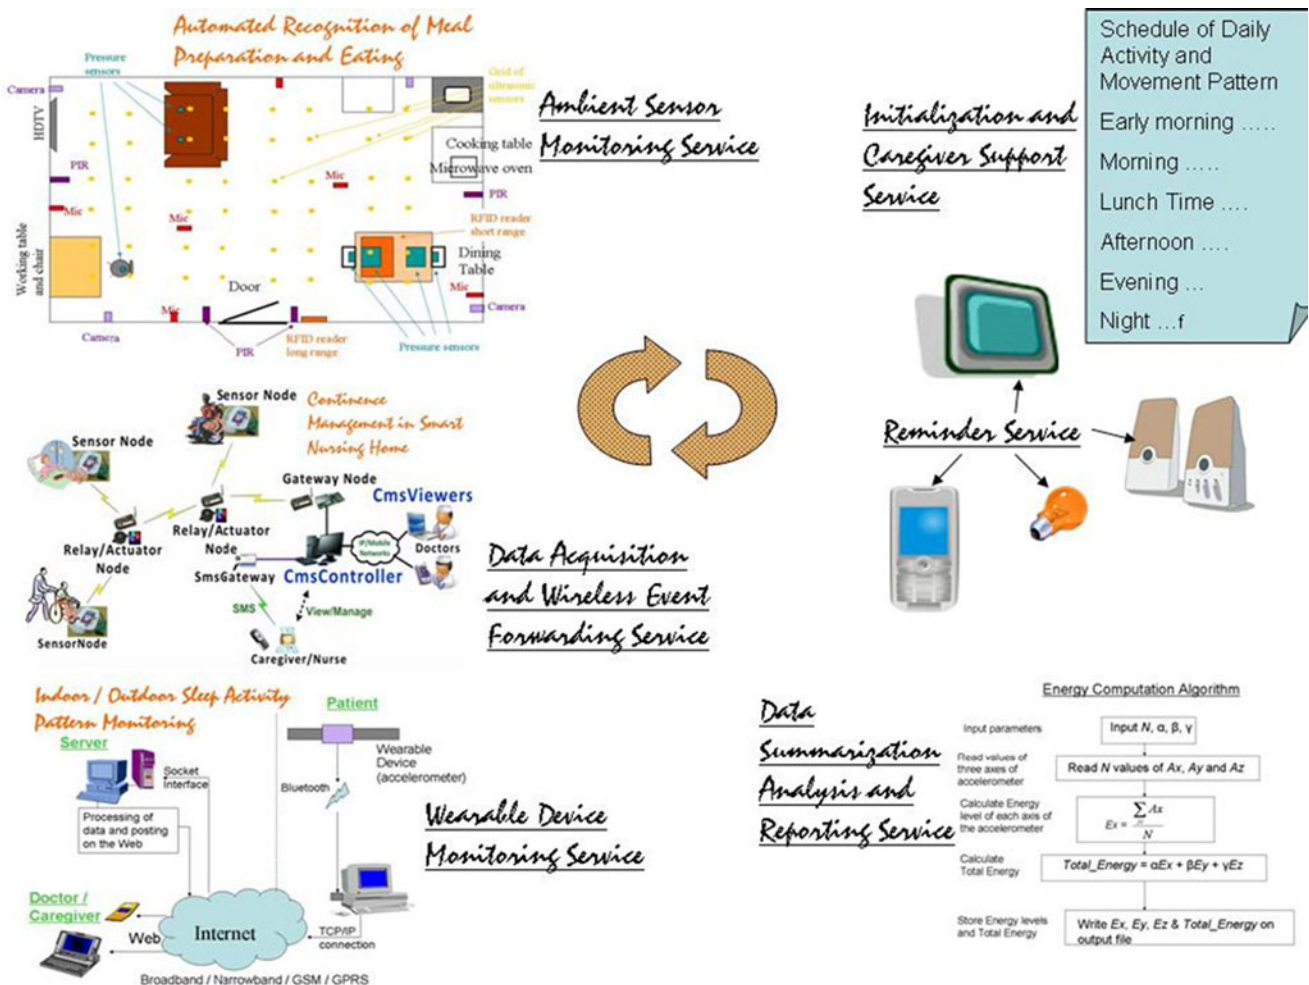 Automated Recognition of Meal
Preparation and Eating
Pressure
sensors
Camera
HDTV
Grid of
ultrasonic
sensors
Cooking table
Microwave oven
PIR
Mic
PIR
Mic
Mic
RFID reader
short range
Working table
and chair
Dining
Table
Door
Mic
Mic
Camera
Camera
PIR
RFID reader
long range
Pressure sensors
Ambient Sensor
Monitoring Service
Initialization and
Caregiver Support
Service
Schedule of Daily
Activity and
Movement Pattern
Early morning .....
Morning .....
Lunch Time ....
Afternoon ....
Evening ...
Night ...f
Reminder Service
Continence
Management in Smart
Nursing Home
Sensor Node
Sensor Node
Gateway Node
CmsViewers
Relay/Actuator
Node
Relay/Actuator
Node
IP/Mobile
Networks
Doctors
SmsGateway
CmsController
SMS
View/Manage
SensorNode
Caregiver/Nurse
Data Acquisition
and Wireless Event
Forwarding Service
Indoor / Outdoor Sleep Activity
Pattern Monitoring
Server
Patient
Socket
Interface
Wearable
Device
(accelerometer)
Bluetooth
Processing of
data and posting
on the Web
Doctor /
Caregiver
Web
Internet
TCP/IP
connection
Broadband / Narrowband / GSM / GPRS
Wearable Device
Monitoring Service
Data
Summarization
Analysis and
Reporting Service
Energy Computation Algorithm
Input parameters
Input N, α, β, γ
Read values of
three axes of
accelerometer
Read N values of Ax, Ay and Az
Calculate Energy
level of each axis of
the accelerometer
Ex = ∑ Ax / N
Calculate
Total Energy
Total_Energy = αEx + βEy + γEz
Store Energy levels
and Total Energy
Write Ex, Ey, Ez & Total_Energy on
output file